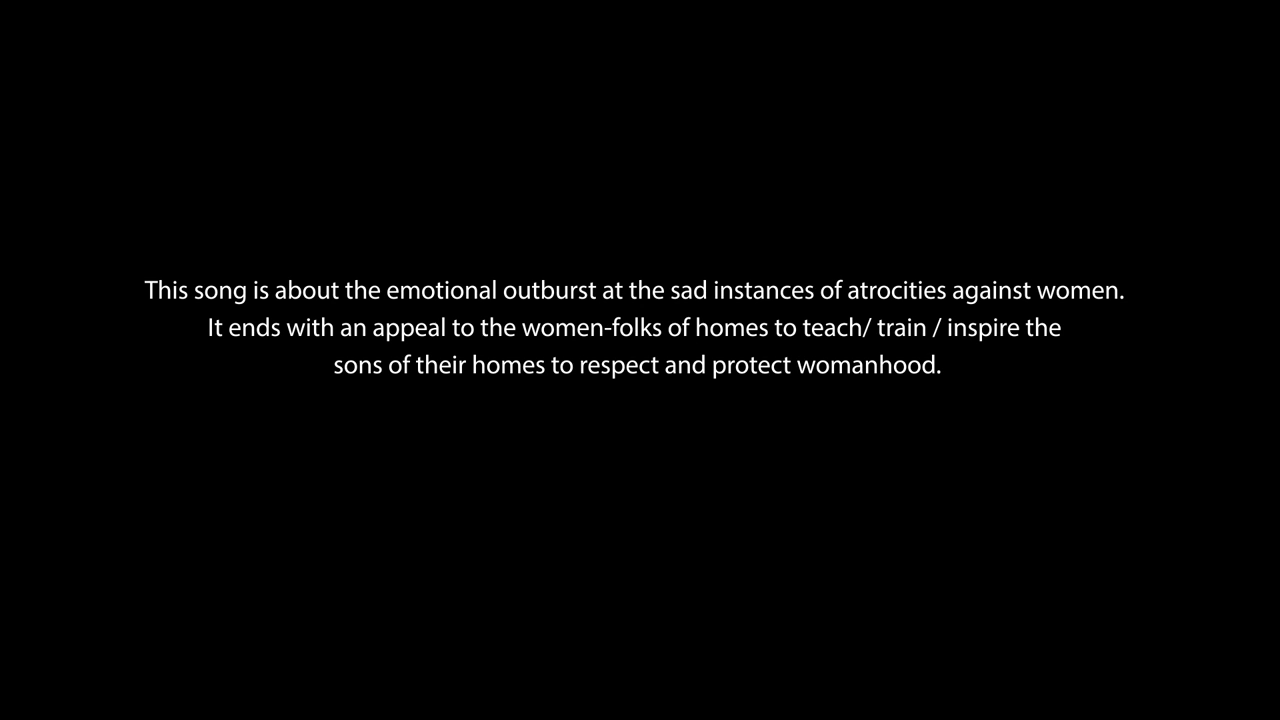 This song is about the emotional outburst at the sad instances of atrocities against women.
It ends with an appeal to the women-folks of homes to teach/ train / inspire the
sons of their homes to respect and protect womanhood.